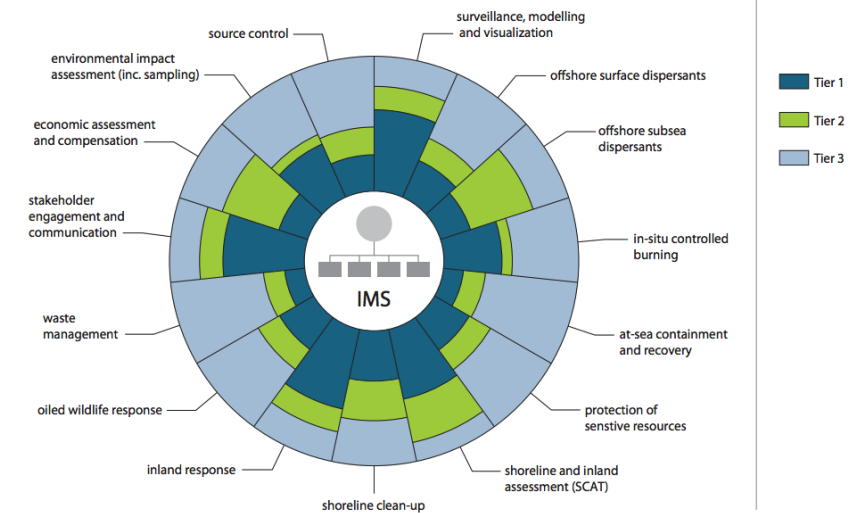 surveillance, modelling
and visualization
source control
environmental impact
assessment (inc. sampling)
offshore surface dispersants
Tier 1
Tier 2
Tier 3
economic assessment
and compensation
offshore subsea
dispersants
stakeholder
engagement and
communication
in-situ controlled
burning
IMS
waste
management
at-sea containment
and recovery
oiled wildlife response
protection of
senstive resources
inland response
shoreline and inland
assessment (SCAT)
shoreline clean-up